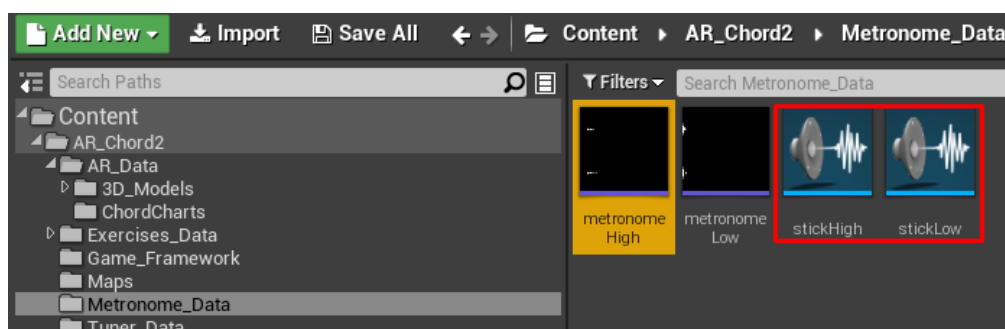 Add New Import Save All Content AR_Chord2 Metronome_Data
Search Paths
Filters Search Metronome_Data
Content
AR_Chord2
AR_Data
3D_Models
ChordCharts
Exercises_Data
Game_Framework
Maps
Metronome_Data
Tuner_Data
metronome
High
metronome
Low
stickHigh
stickLow